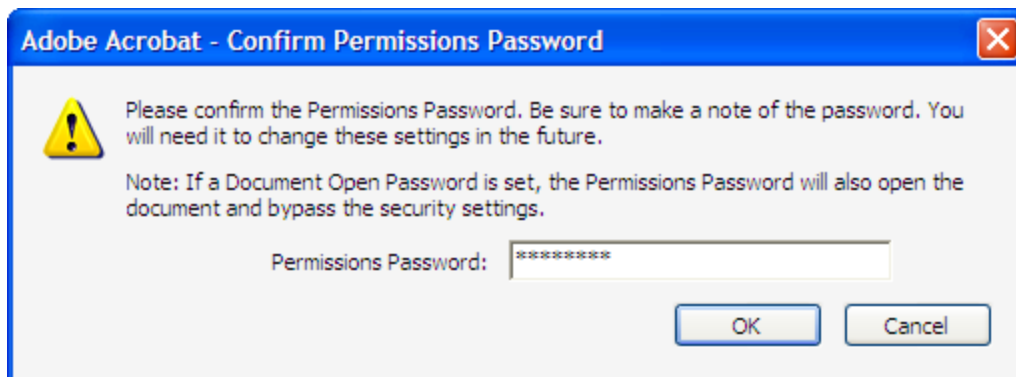 Adobe Acrobat - Confirm Permissions Password
Please confirm the Permissions Password. Be sure to make a note of the password. You
will need it to change these settings in the future.
Note: If a Document Open Password is set, the Permissions Password will also open the
document and bypass the security settings.
Permissions Password: ********
OK Cancel